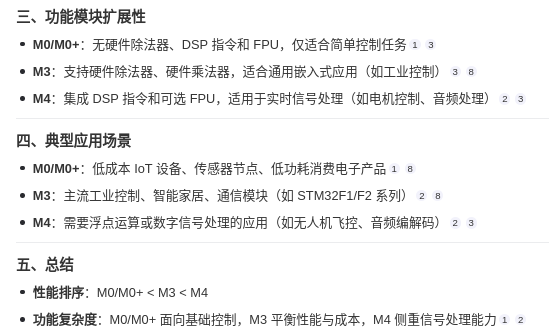 三、功能模块扩展性
M0/M0+：无硬件除法器、DSP 指令和 FPU，仅适合简单控制任务 1 3
M3：支持硬件除法器、硬件乘法器，适合通用嵌入式应用（如工业控制） 3 8
M4：集成 DSP 指令和可选 FPU，适用于实时信号处理（如电机控制、音频处理） 2 3
四、典型应用场景
M0/M0+：低成本 IoT 设备、传感器节点、低功耗消费电子产品 1 8
M3：主流工业控制、智能家居、通信模块（如 STM32F1/F2 系列） 2 8
M4：需要浮点运算或数字信号处理的应用（如无人机飞控、音频编解码） 2 3
五、总结
性能排序：M0/M0+ < M3 < M4
功能复杂度：M0/M0+ 面向基础控制，M3 平衡性能与成本，M4 侧重信号处理能力 1 2